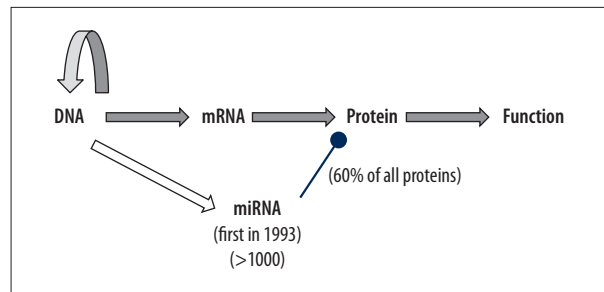 DNA mRNA Protein Function
(60% of all proteins)
miRNA
(first in 1993)
(>1000)